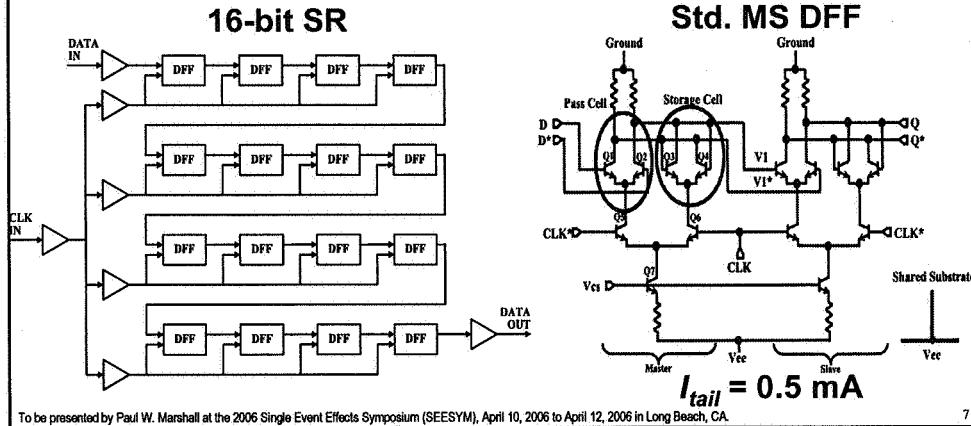 16-bit SR
Std. MS DFF
DATA
IN
DFF DFF DFF DFF
DFF DFF DFF DFF
CLK
IN
DFF DFF DFF DFF
DFF DFF DFF DFF
DATA
OUT
Ground Ground
Pass Cell Storage Cell
D Q
D* Q*
Q1 Q2 Q3 Q4 V1
V1*
Q5 Q6
CLK* CLK*
CLK
Q7
Vcs
Shared Substrate
Vee
Master Vee Slave
I_tail = 0.5 mA
To be presented by Paul W. Marshall at the 2006 Single Event Effects Symposium (SEESYM), April 10, 2006 to April 12, 2006 in Long Beach, CA.
7